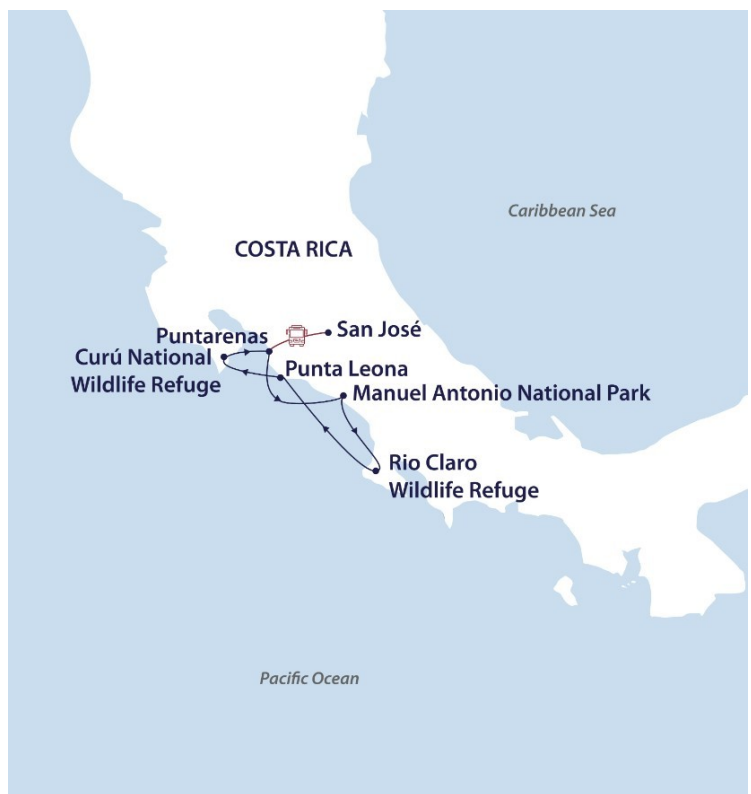 Caribbean Sea
COSTA RICA
San José
Puntarenas
Curú National
Wildlife Refuge
Punta Leona
Manuel Antonio National Park
Rio Claro
Wildlife Refuge
Pacific Ocean